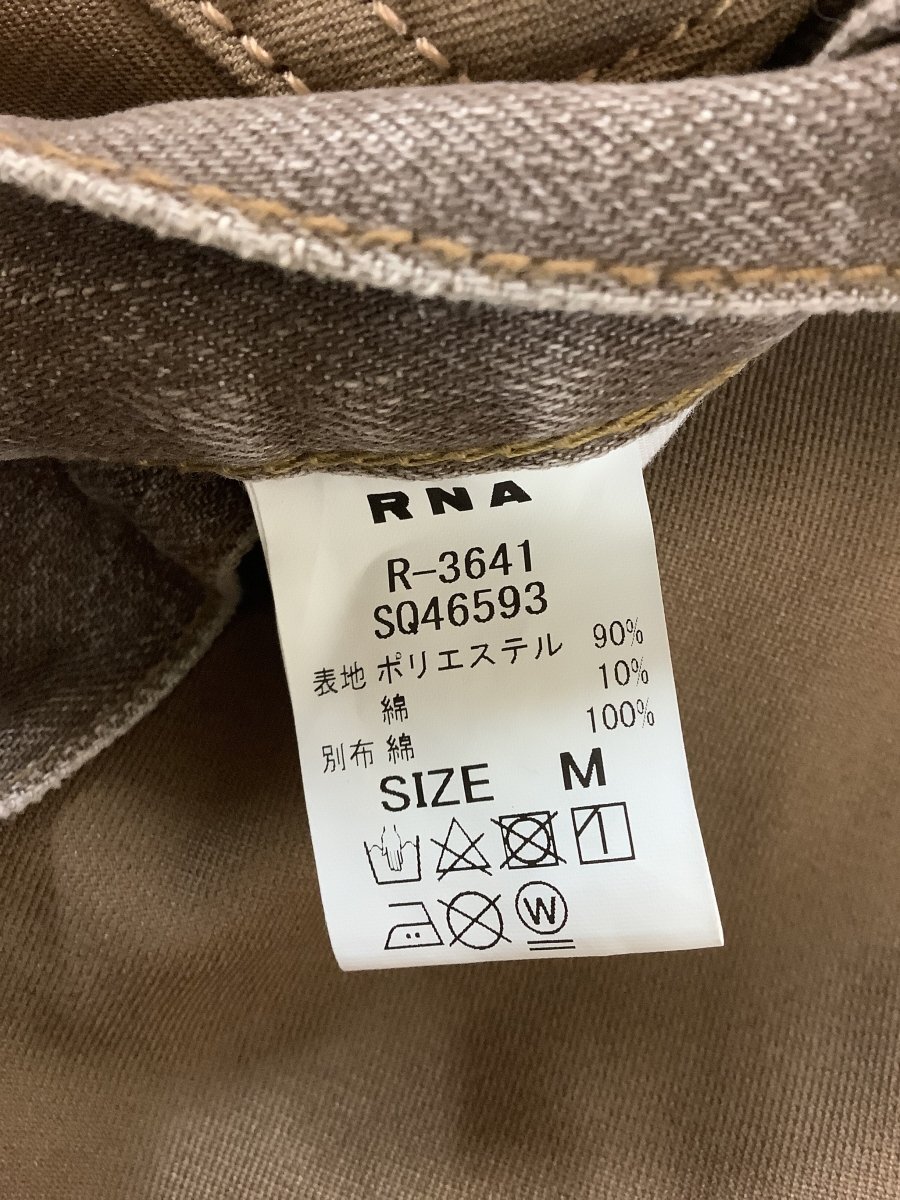 RNA
R-3641
SQ46593
表地 ポリエステル 90%
綿 10%
別布 綿 100%
SIZE M
W